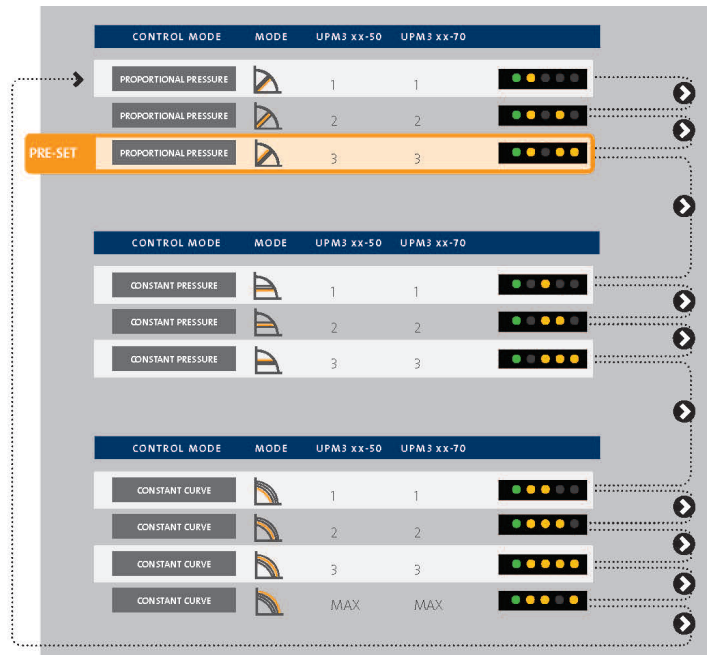 CONTROL MODE MODE UPM3 xx-50 UPM3 xx-70
PROPORTIONAL PRESSURE 1 1
PROPORTIONAL PRESSURE 2 2
PRE-SET PROPORTIONAL PRESSURE 3 3
CONTROL MODE MODE UPM3 xx-50 UPM3 xx-70
CONSTANT PRESSURE 1 1
CONSTANT PRESSURE 2 2
CONSTANT PRESSURE 3 3
CONTROL MODE MODE UPM3 xx-50 UPM3 xx-70
CONSTANT CURVE 1 1
CONSTANT CURVE 2 2
CONSTANT CURVE 3 3
CONSTANT CURVE MAX MAX